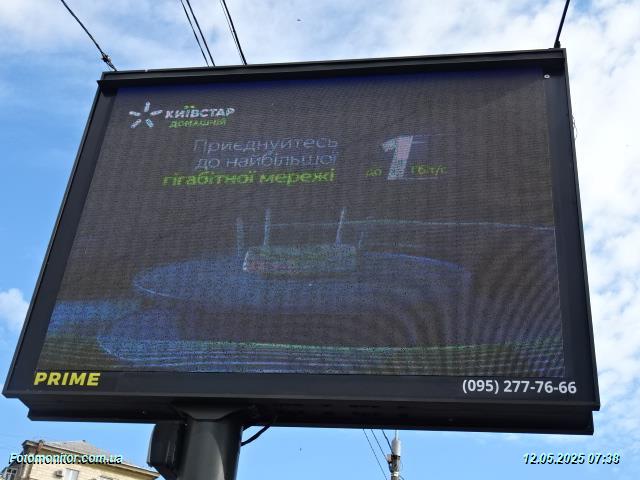 КИЇВСТАР
ДОМАШНІЙ
Приєднуйтесь
до найбільшої
гігабітної мережі
до 1 Гбіт/с
PRIME
(095) 277-76-66
Fotomonitor.com.ua
12.05.2025 07:38